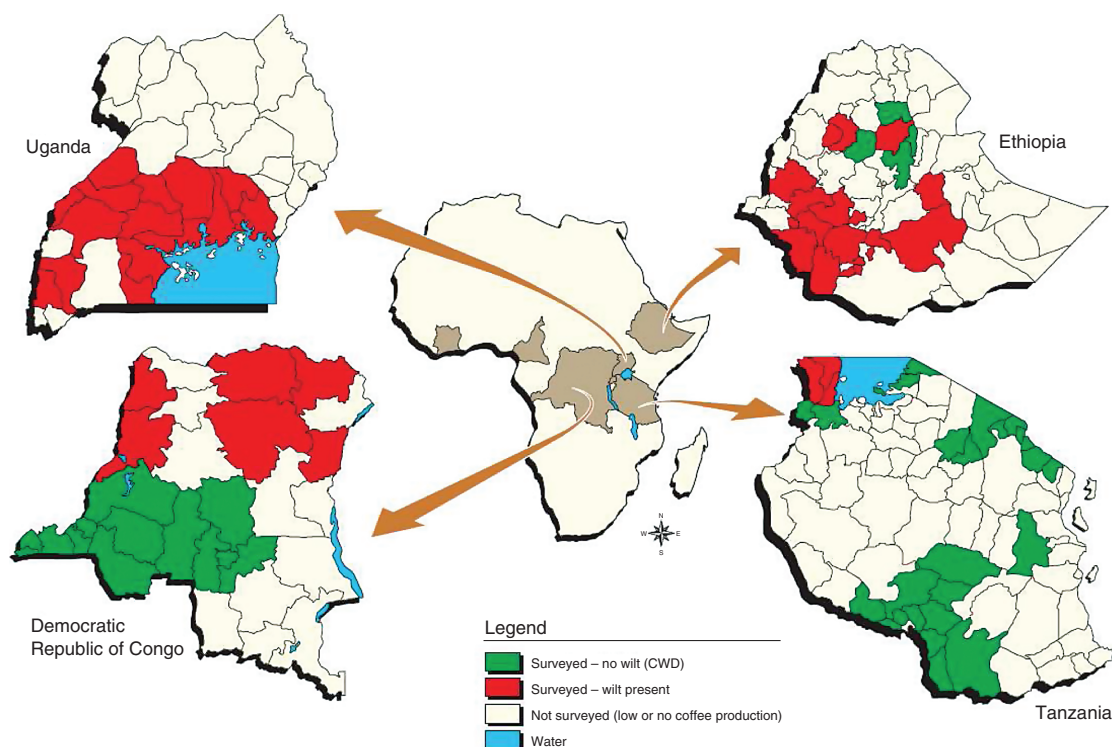 Uganda
Ethiopia
N
W E
S
Democratic
Republic of Congo
Legend
Surveyed – no wilt (CWD)
Surveyed – wilt present
Not surveyed (low or no coffee production)
Water
Tanzania